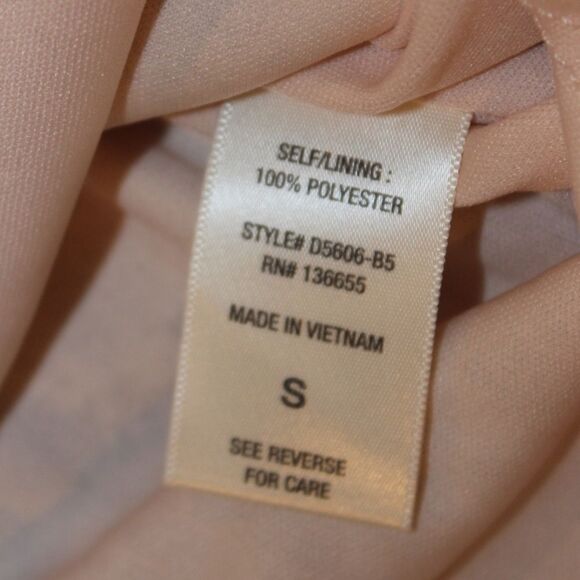 SELF/LINING :
100% POLYESTER
STYLE# D5606-B5
RN# 136655
MADE IN VIETNAM
S
SEE REVERSE
FOR CARE